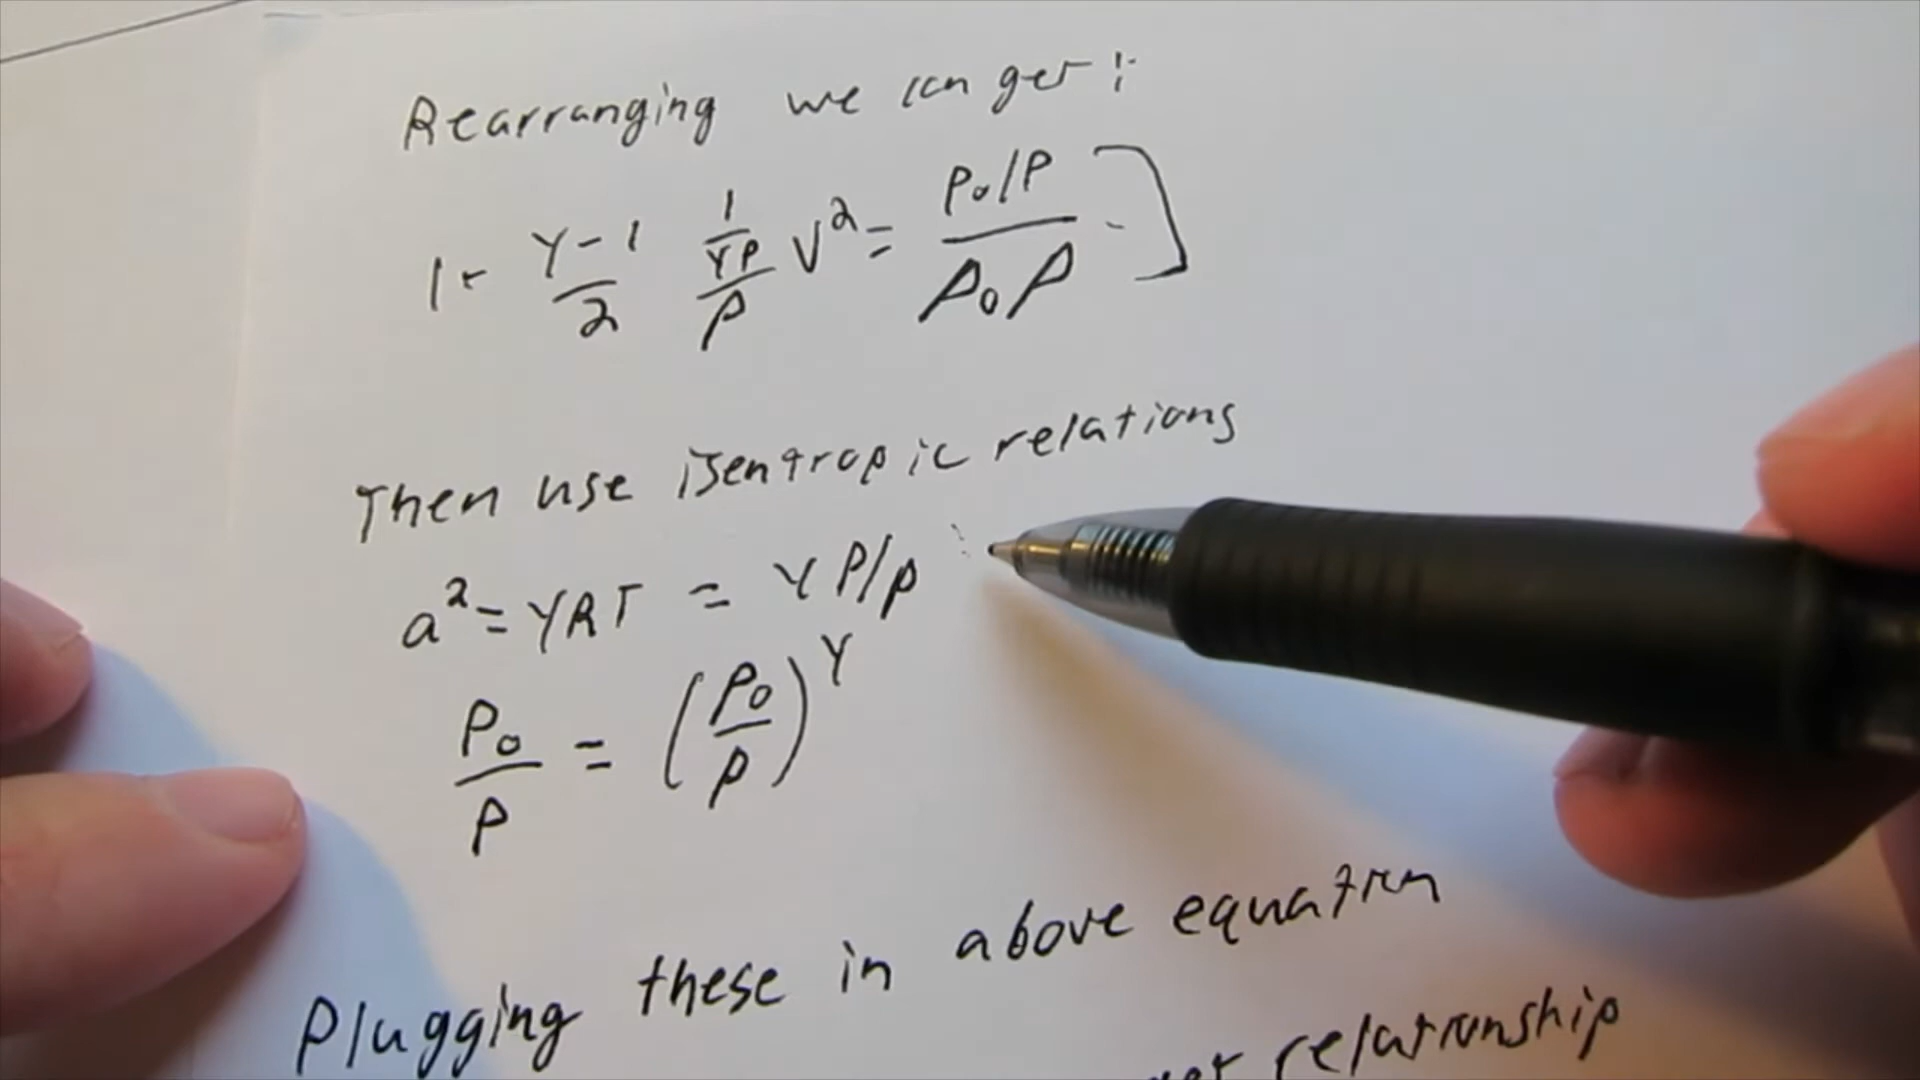 Rearranging we can get :
1 + γ-1/2 1/(γP/ρ) V² = P₀/P / ρ₀ρ
Then use isentropic relations
a² = γRT = γ P/ρ
P₀/P = (ρ₀/ρ)^γ
Plugging these in above equation
relationship